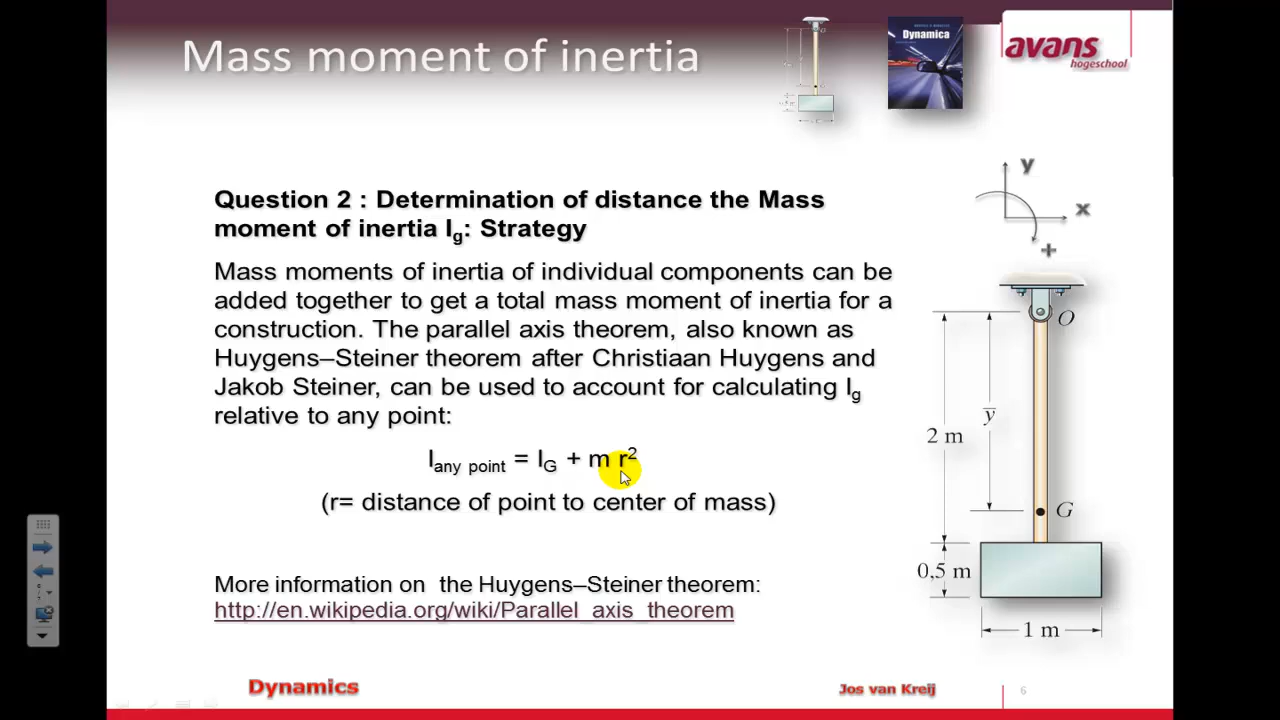 Mass moment of inertia
Dynamica
avans
hogeschool
Question 2 : Determination of distance the Mass
moment of inertia Ig: Strategy
Mass moments of inertia of individual components can be
added together to get a total mass moment of inertia for a
construction. The parallel axis theorem, also known as
Huygens–Steiner theorem after Christiaan Huygens and
Jakob Steiner, can be used to account for calculating Ig
relative to any point:
Iany point = IG + m r²
(r= distance of point to center of mass)
More information on the Huygens–Steiner theorem:
http://en.wikipedia.org/wiki/Parallel_axis_theorem
y
x
+
O
y̅
2 m
G
0,5 m
1 m
Dynamics
Jos van Kreij
6